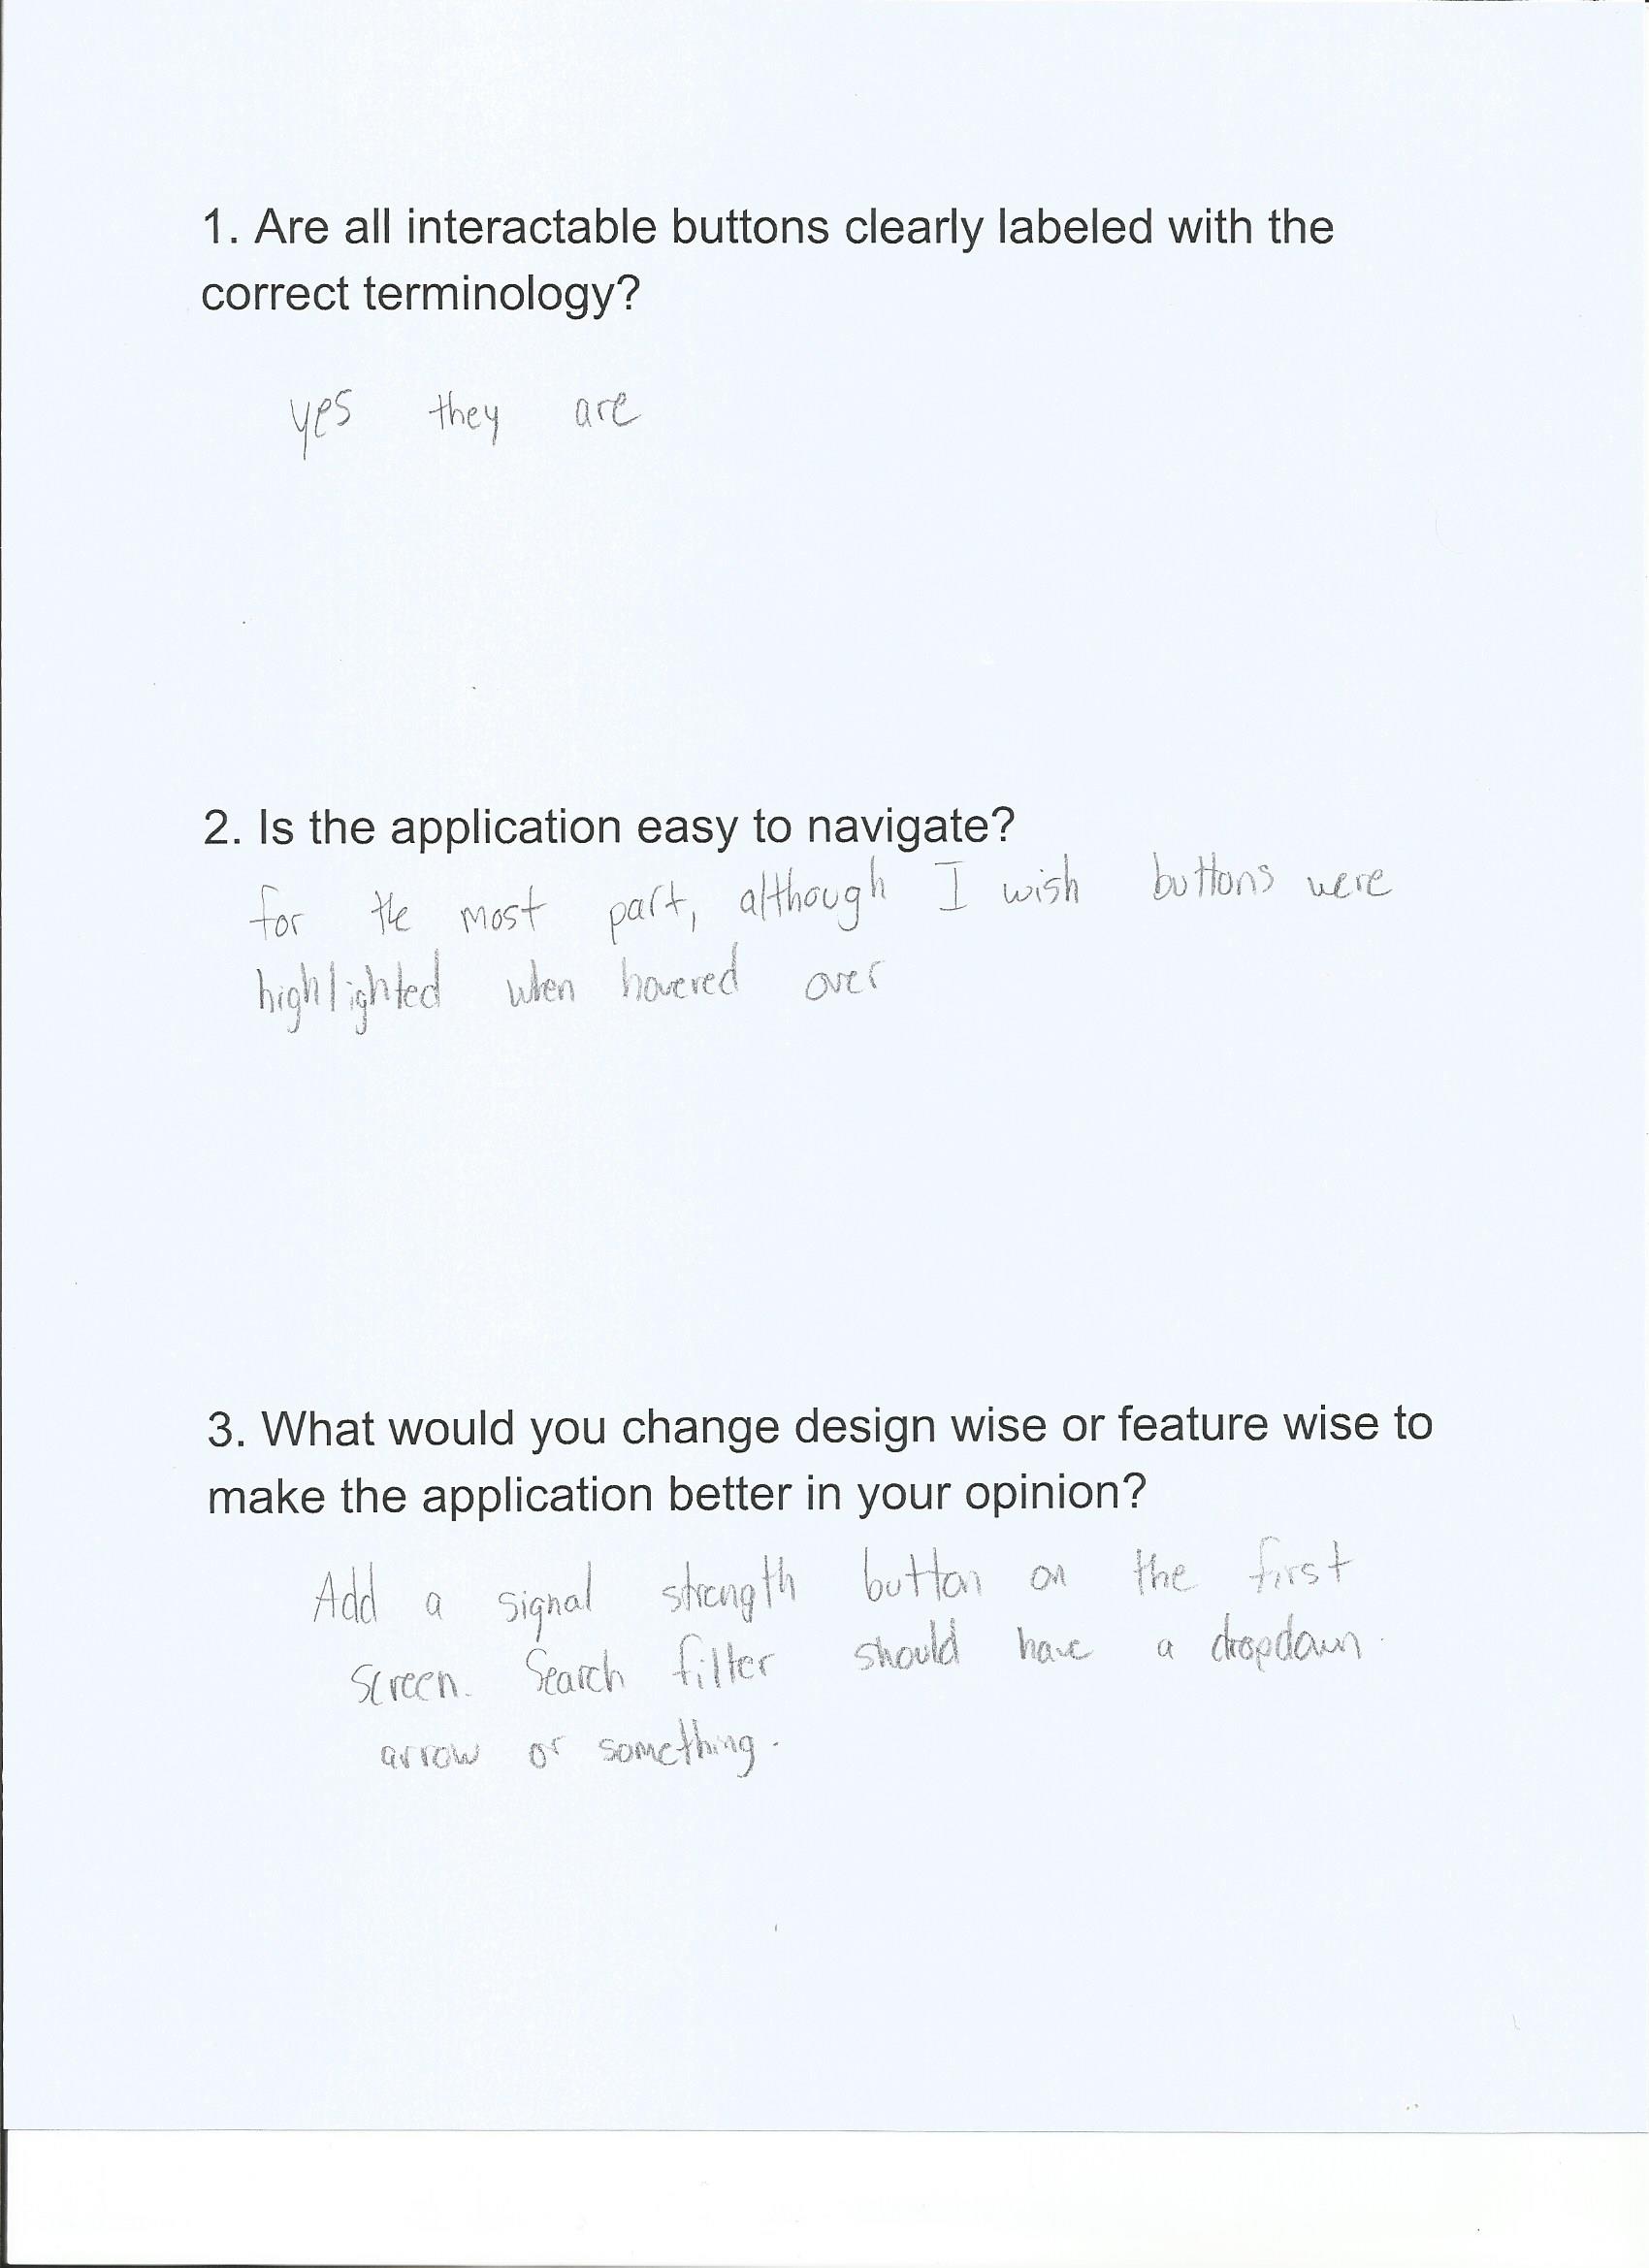 1. Are all interactable buttons clearly labeled with the
correct terminology?
yes they are
2. Is the application easy to navigate?
for the most part, although I wish buttons were
highlighted when hovered over
3. What would you change design wise or feature wise to
make the application better in your opinion?
Add a signal strength button on the first
screen. Search filter should have a dropdown
arrow or something.